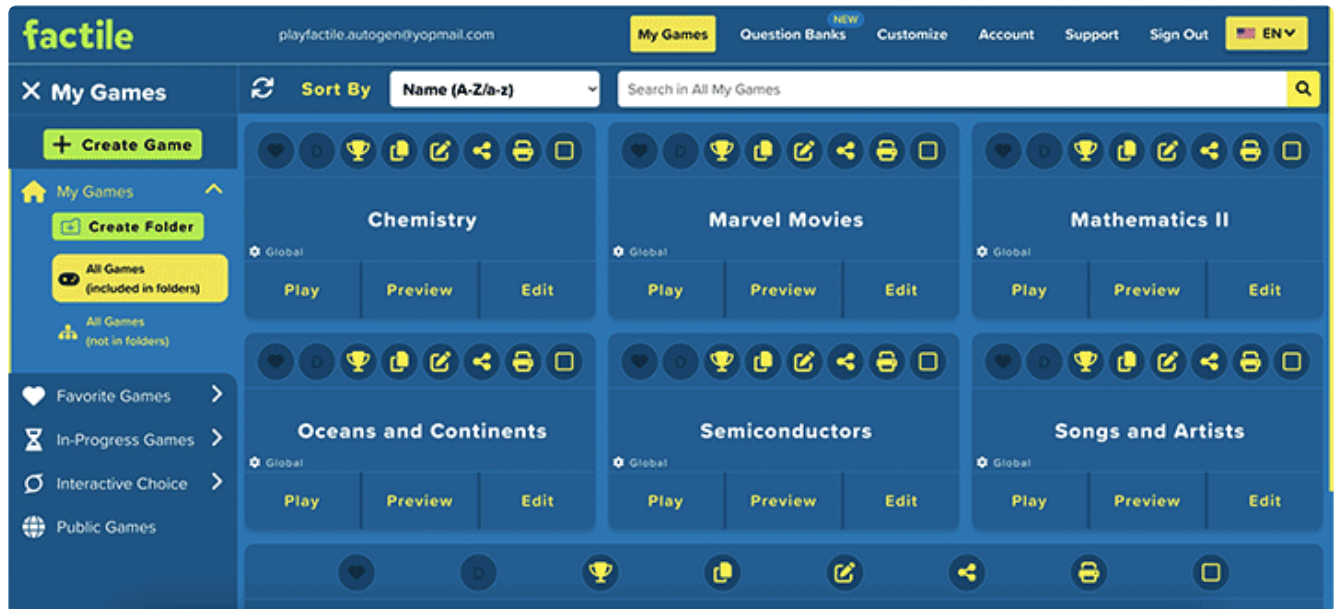 factile
playfactile.autogen@yopmail.com
My Games
Question Banks
NEW
Customize
Account
Support
Sign Out
EN
My Games
Sort By
Name (A-Z/a-z)
Search in All My Games
+ Create Game
My Games
Create Folder
All Games
(included in folders)
All Games
(not in folders)
Favorite Games
In-Progress Games
Interactive Choice
Public Games
D
Chemistry
Global
Play Preview Edit
D
Marvel Movies
Global
Play Preview Edit
D
Mathematics II
Global
Play Preview Edit
D
Oceans and Continents
Global
Play Preview Edit
D
Semiconductors
Global
Play Preview Edit
D
Songs and Artists
Global
Play Preview Edit
D